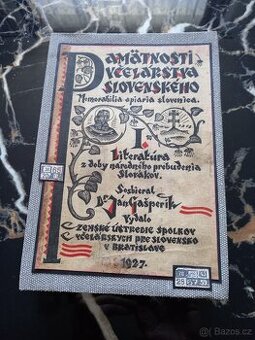 Pamätnosti
včelárstva
slovenského
Memorabilia apiaria slovenica.
I.
Literatúra
z doby národného prebudenia
Slovákov.
Sosbieral
Dr. Ján Gašperík
Vydalo
Zemské ústredie spolkov
včelárskych pre Slovensko
v Bratislave
1927.
Bazos.cz